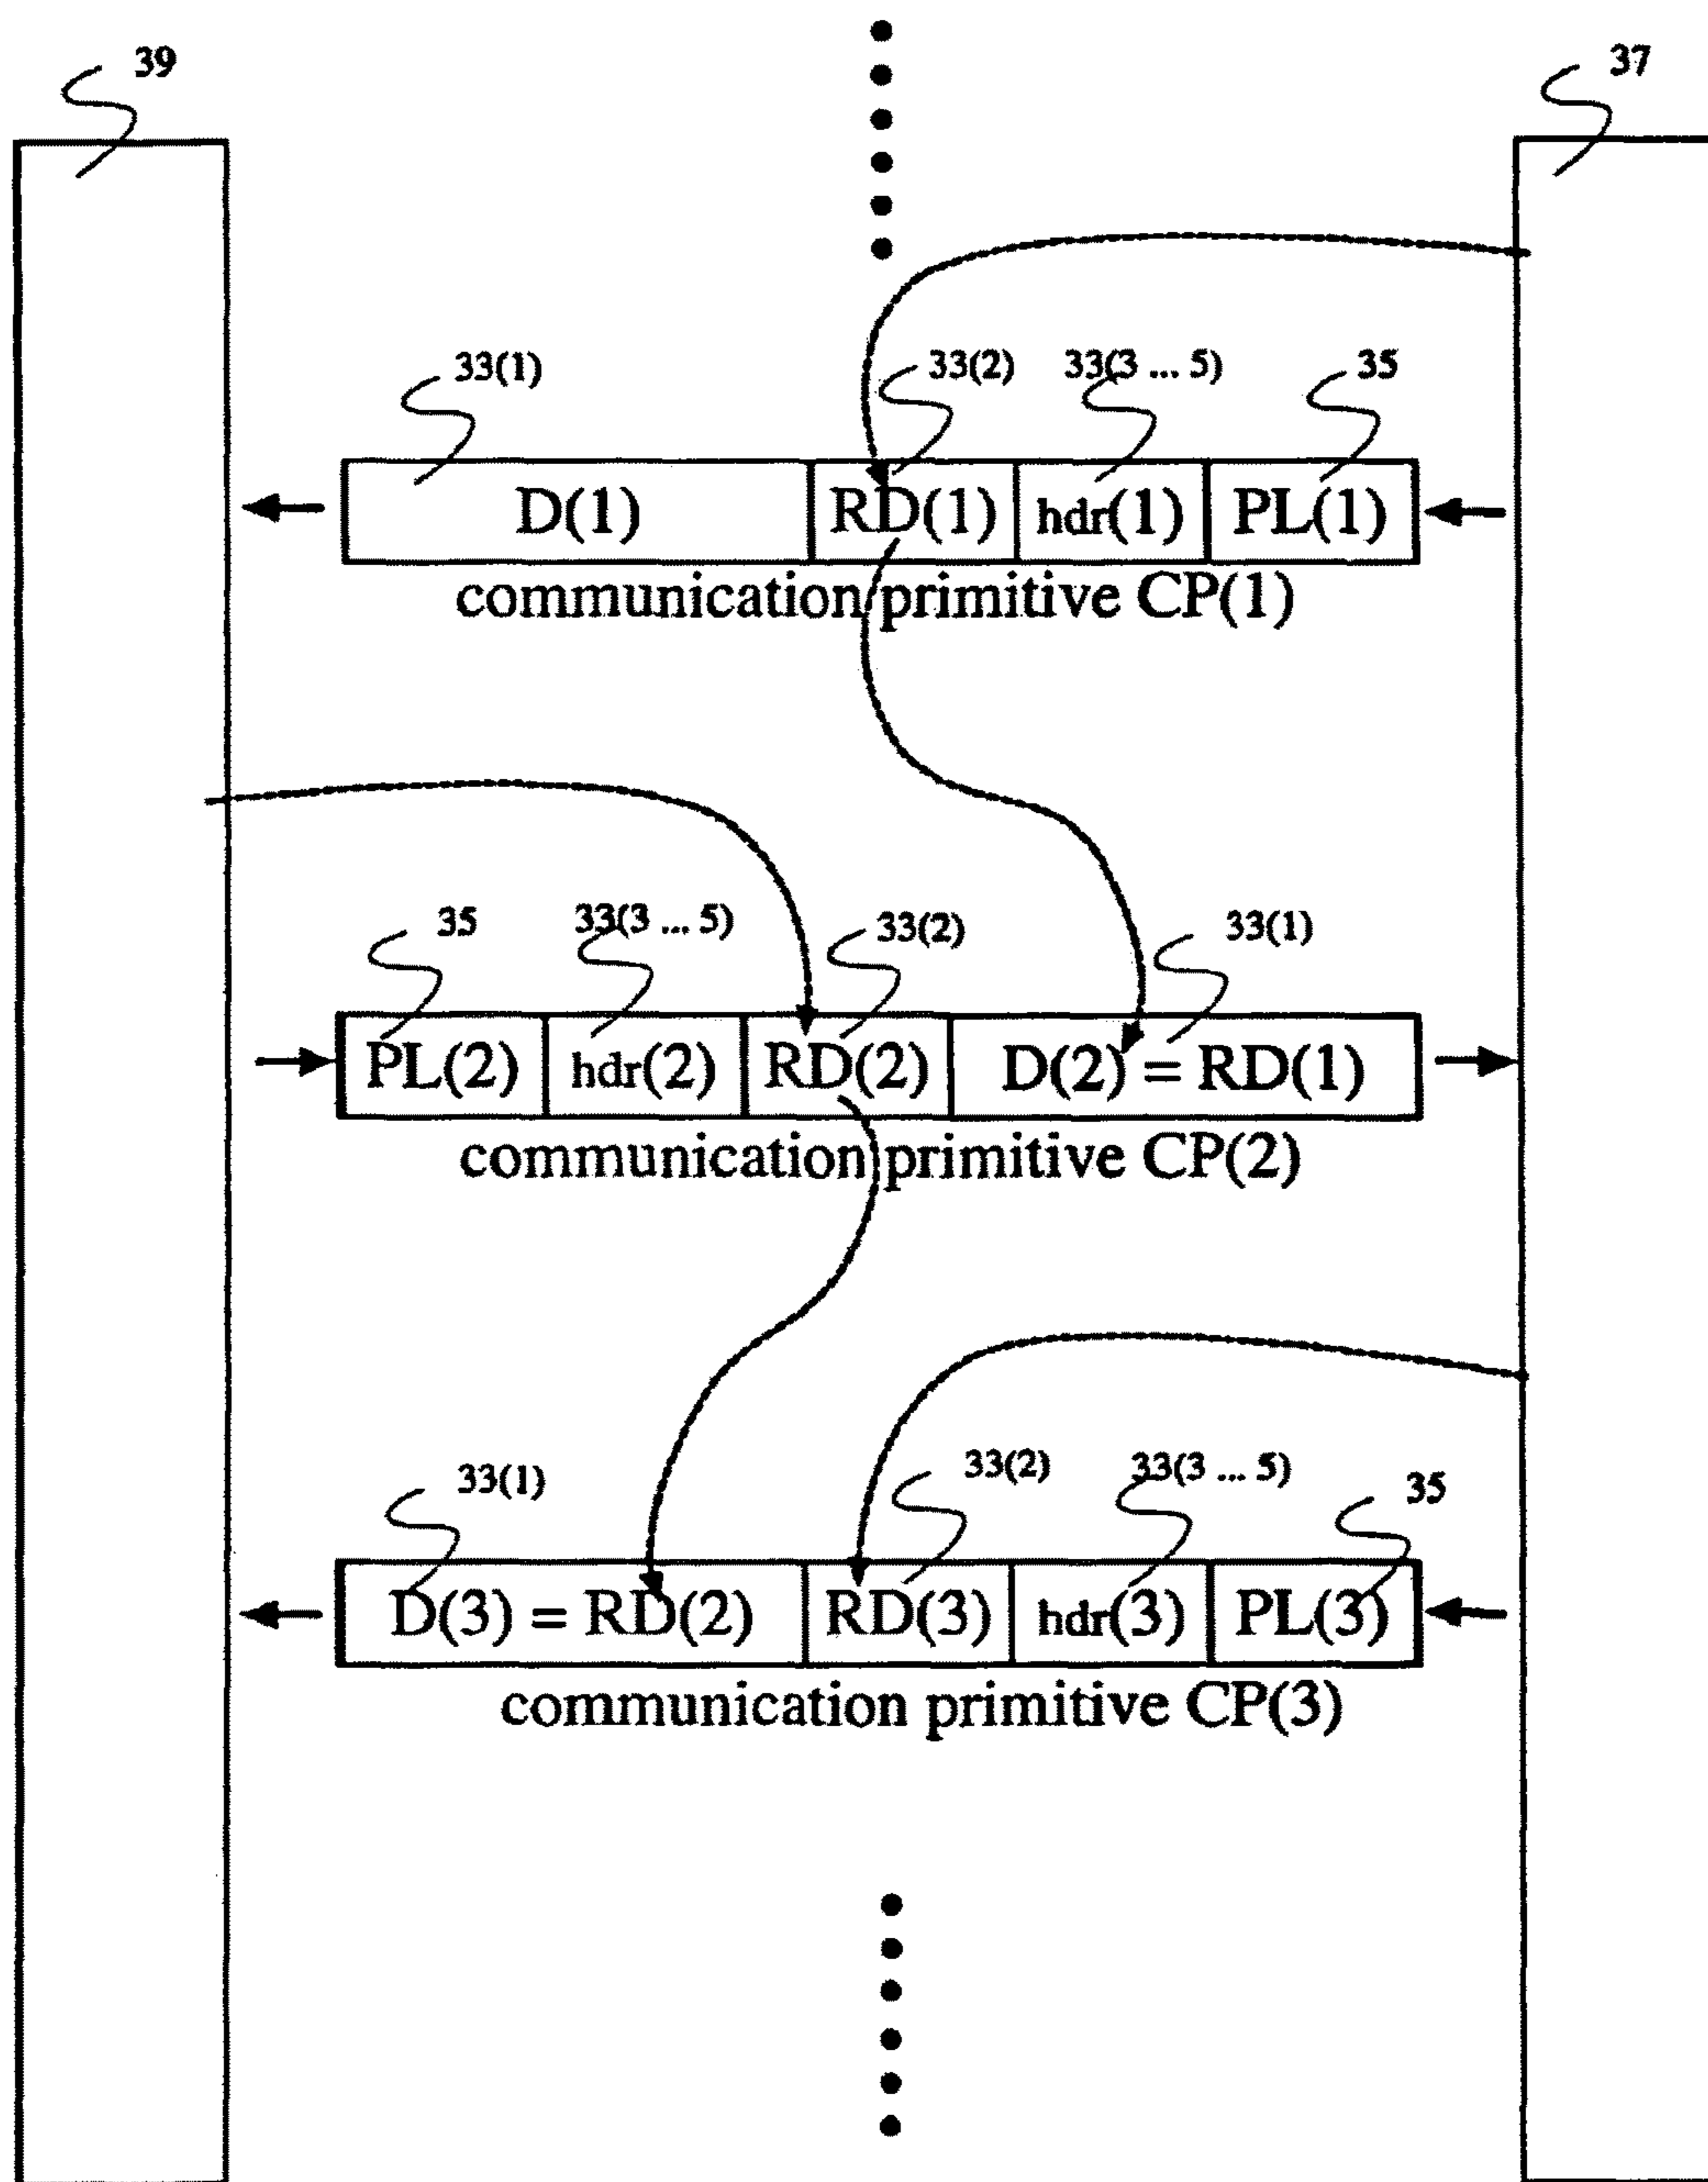 39 37
33(1) 33(2) 33(3 ... 5) 35
D(1) RD(1) hdr(1) PL(1)
communication primitive CP(1)
35 33(3 ... 5) 33(2) 33(1)
PL(2) hdr(2) RD(2) D(2) = RD(1)
communication primitive CP(2)
33(1) 33(2) 33(3 ... 5) 35
D(3) = RD(2) RD(3) hdr(3) PL(3)
communication primitive CP(3)